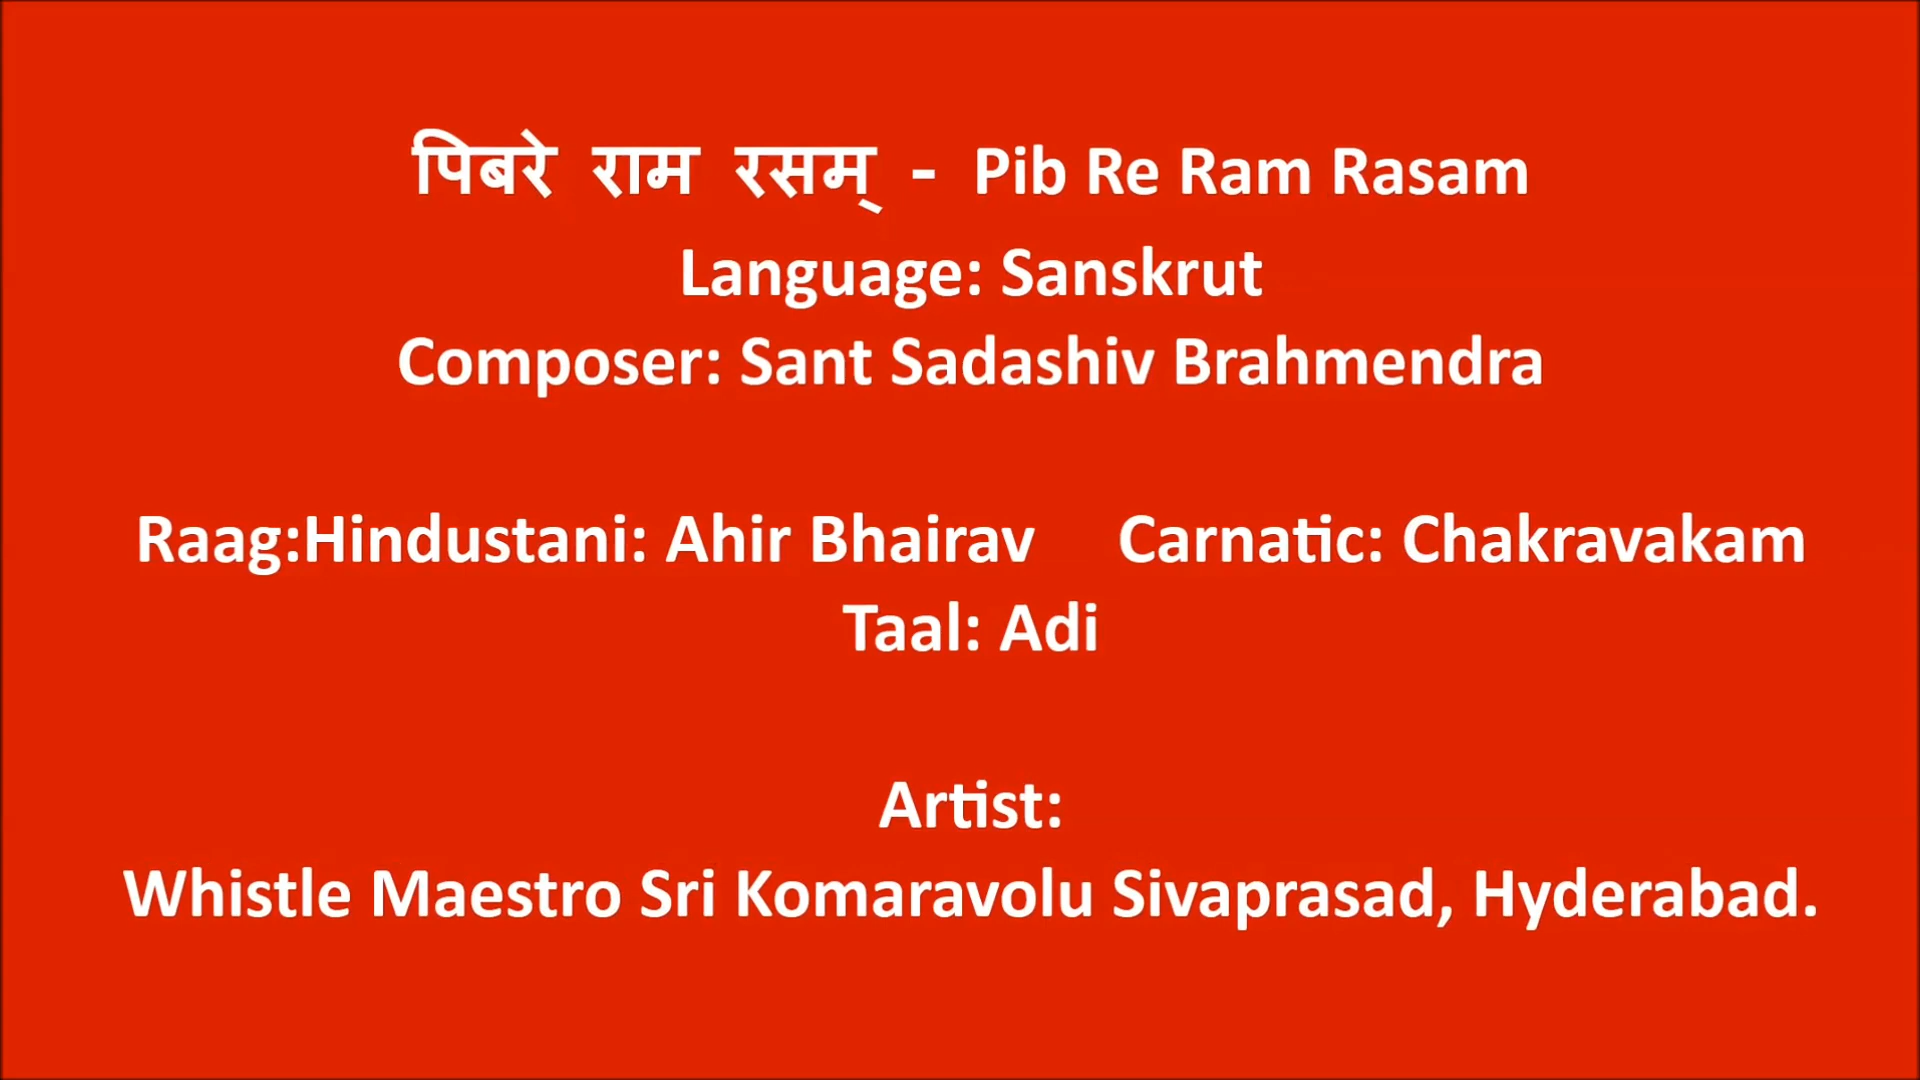 पिबरे राम रसम् - Pib Re Ram Rasam
Language: Sanskrut
Composer: Sant Sadashiv Brahmendra
Raag:Hindustani: Ahir Bhairav Carnatic: Chakravakam
Taal: Adi
Artist:
Whistle Maestro Sri Komaravolu Sivaprasad, Hyderabad.